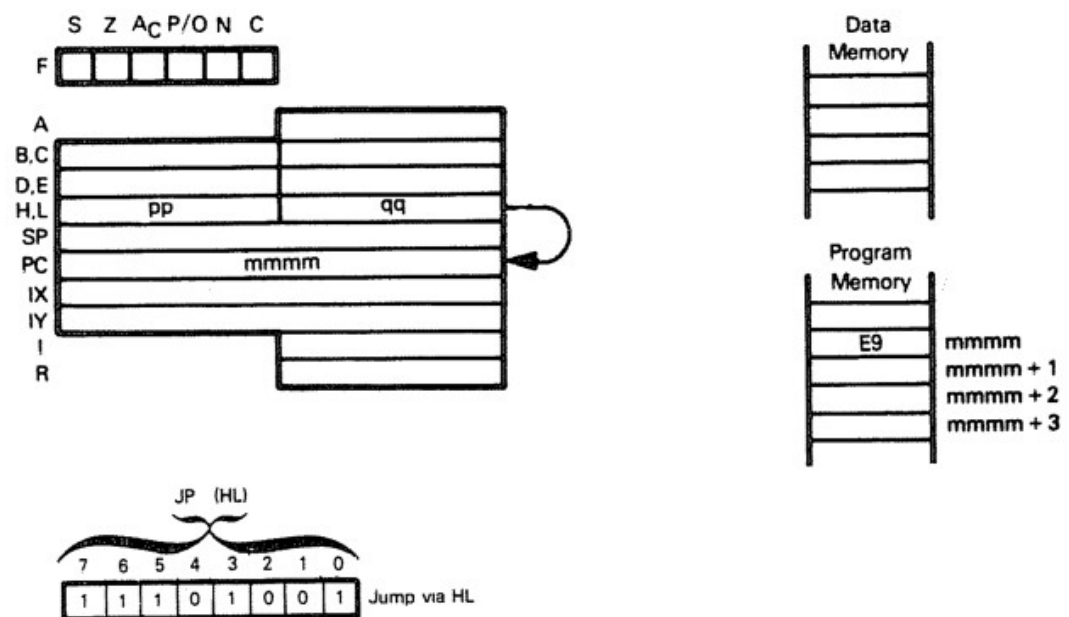 S Z AC P/O N C
F
A
B,C
D,E
H,L pp qq
SP
PC mmmm
IX
IY
I
R
Data
Memory
Program
Memory
E9 mmmm
mmmm + 1
mmmm + 2
mmmm + 3
JP (HL)
7 6 5 4 3 2 1 0
1 1 1 0 1 0 0 1 Jump via HL